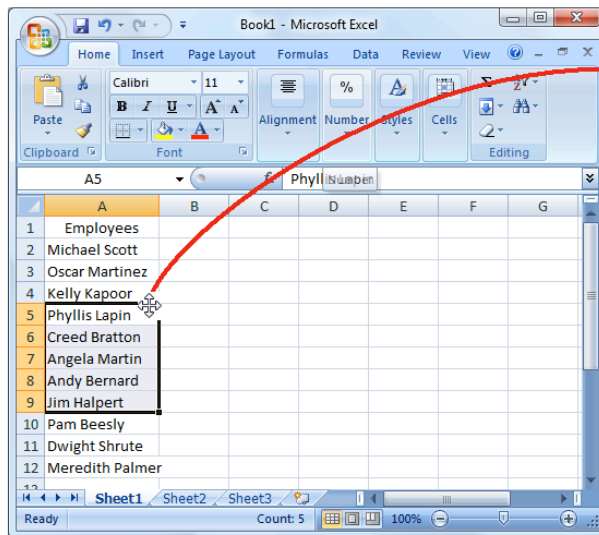 Book1 - Microsoft Excel
Home Insert Page Layout Formulas Data Review View
Calibri 11
Paste B I U A A Alignment Number Styles Cells Σ
A %
Clipboard Font Editing
A5 Phyllis Lapin
Number
A B C D E F G
1 Employees
2 Michael Scott
3 Oscar Martinez
4 Kelly Kapoor
5 Phyllis Lapin
6 Creed Bratton
7 Angela Martin
8 Andy Bernard
9 Jim Halpert
10 Pam Beesly
11 Dwight Shrute
12 Meredith Palmer
Sheet1 Sheet2 Sheet3
Ready Count: 5 100%